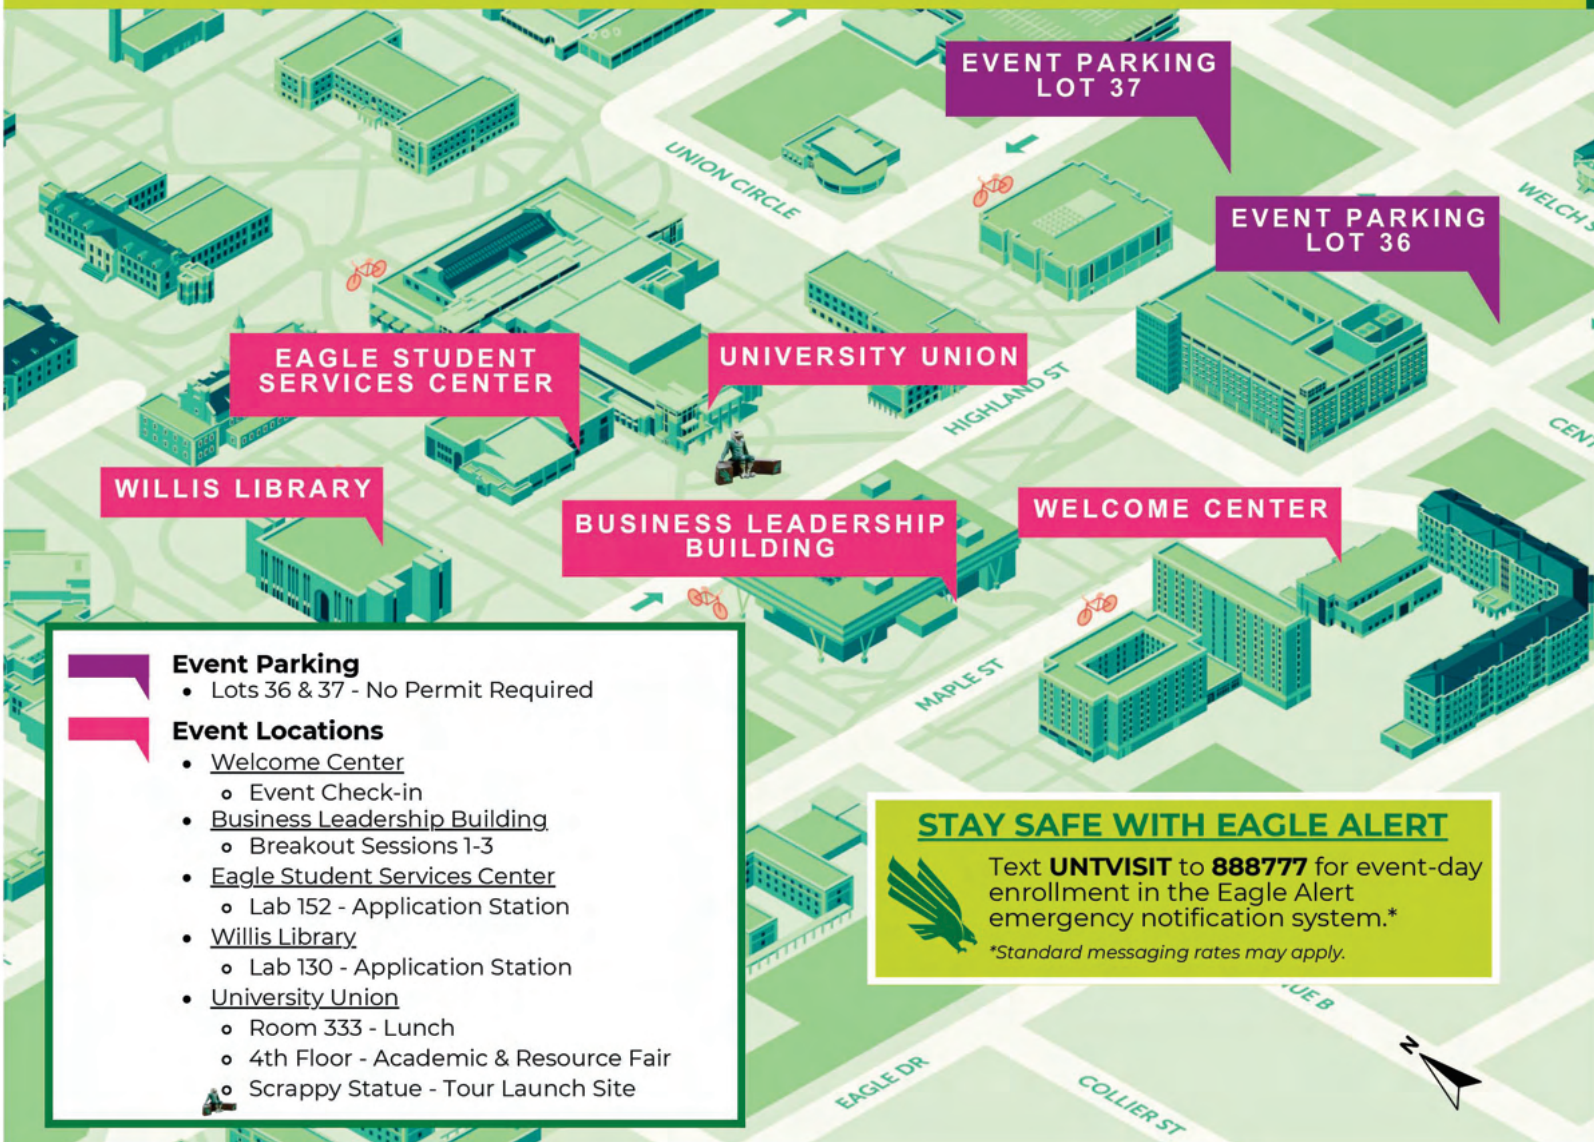 EVENT PARKING
LOT 37
UNION CIRCLE
WELCH S
EVENT PARKING
LOT 36
EAGLE STUDENT
SERVICES CENTER
UNIVERSITY UNION
HIGHLAND ST
CENT
WILLIS LIBRARY
BUSINESS LEADERSHIP
BUILDING
WELCOME CENTER
MAPLE ST
Event Parking
• Lots 36 & 37 - No Permit Required
Event Locations
• Welcome Center
Event Check-in
• Business Leadership Building
Breakout Sessions 1-3
• Eagle Student Services Center
Lab 152 - Application Station
• Willis Library
Lab 130 - Application Station
• University Union
Room 333 - Lunch
4th Floor - Academic & Resource Fair
Scrappy Statue - Tour Launch Site
STAY SAFE WITH EAGLE ALERT
Text UNTVISIT to 888777 for event-day
enrollment in the Eagle Alert
emergency notification system.*
*Standard messaging rates may apply.
UE B
EAGLE DR
COLLIER ST
N